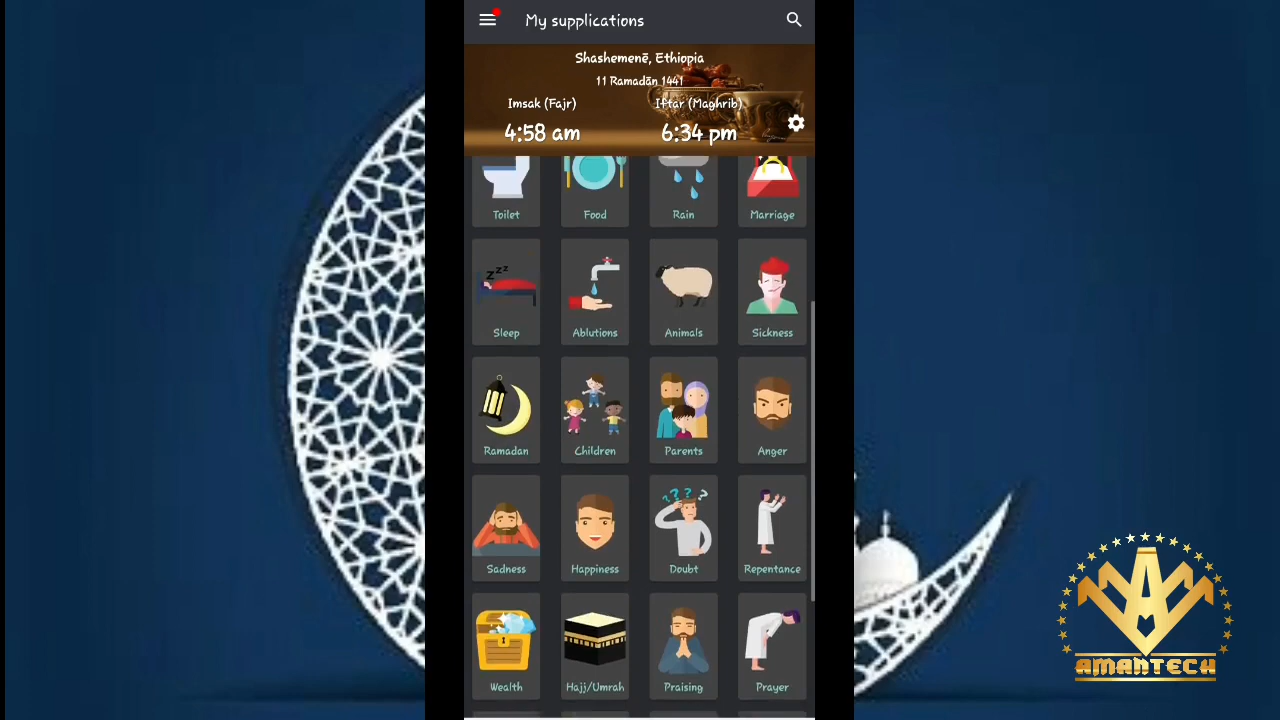 My supplications
Shashemenē, Ethiopia
11 Ramadān 1441
Imsak (Fajr) Iftar (Maghrib)
4:58 am 6:34 pm
Toilet Food Rain Marriage
Sleep Ablutions Animals Sickness
Ramadan Children Parents Anger
Sadness Happiness Doubt Repentance
Wealth Hajj/Umrah Praising Prayer
AMANTECH